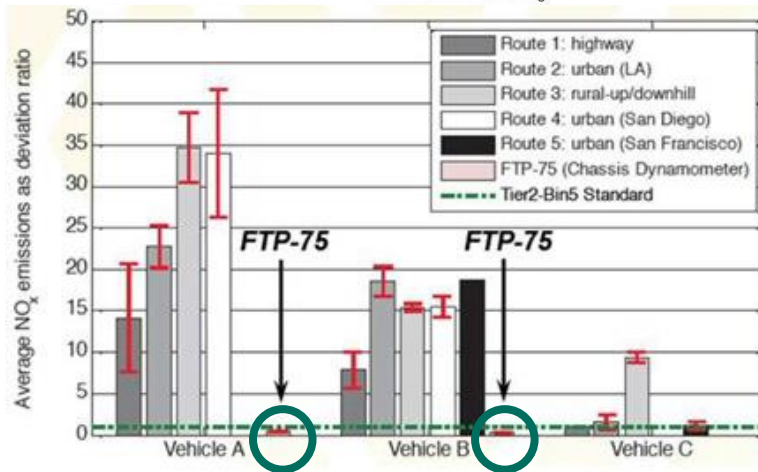 50
45
40
35
30
25
20
15
10
5
0
Average NOx emissions as deviation ratio
Route 1: highway
Route 2: urban (LA)
Route 3: rural-up/downhill
Route 4: urban (San Diego)
Route 5: urban (San Francisco)
FTP-75 (Chassis Dynamometer)
Tier2-Bin5 Standard
FTP-75
FTP-75
Vehicle A
Vehicle B
Vehicle C